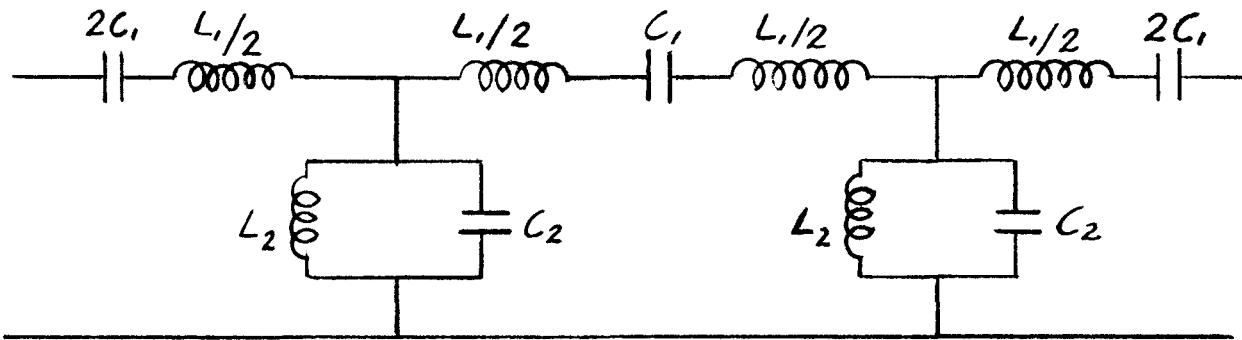 2C₁ L₁/2 L₁/2 C₁ L₁/2 L₁/2 2C₁
L₂ C₂ L₂ C₂